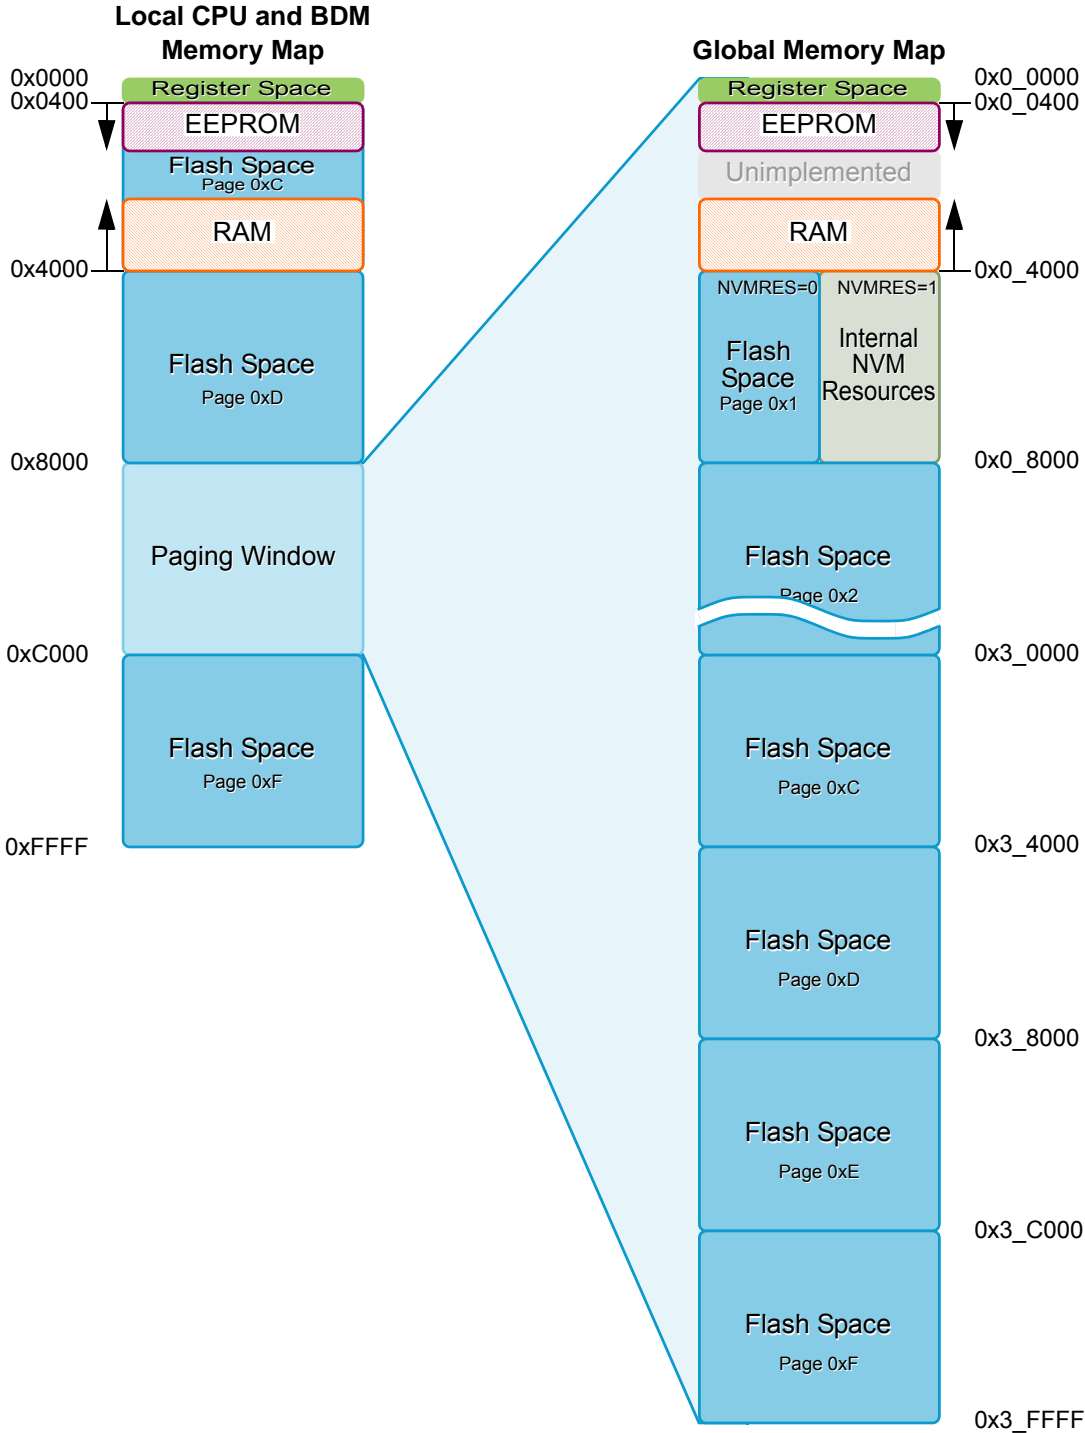 Local CPU and BDM
Memory Map
0x0000
0x0400
Register Space
EEPROM
Flash Space
Page 0xC
RAM
0x4000
Flash Space
Page 0xD
0x8000
Paging Window
0xC000
Flash Space
Page 0xF
0xFFFF
Global Memory Map
Register Space
0x0_0000
0x0_0400
EEPROM
Unimplemented
RAM
0x0_4000
NVMRES=0
NVMRES=1
Flash
Space
Page 0x1
Internal
NVM
Resources
0x0_8000
Flash Space
Page 0x2
0x3_0000
Flash Space
Page 0xC
0x3_4000
Flash Space
Page 0xD
0x3_8000
Flash Space
Page 0xE
0x3_C000
Flash Space
Page 0xF
0x3_FFFF